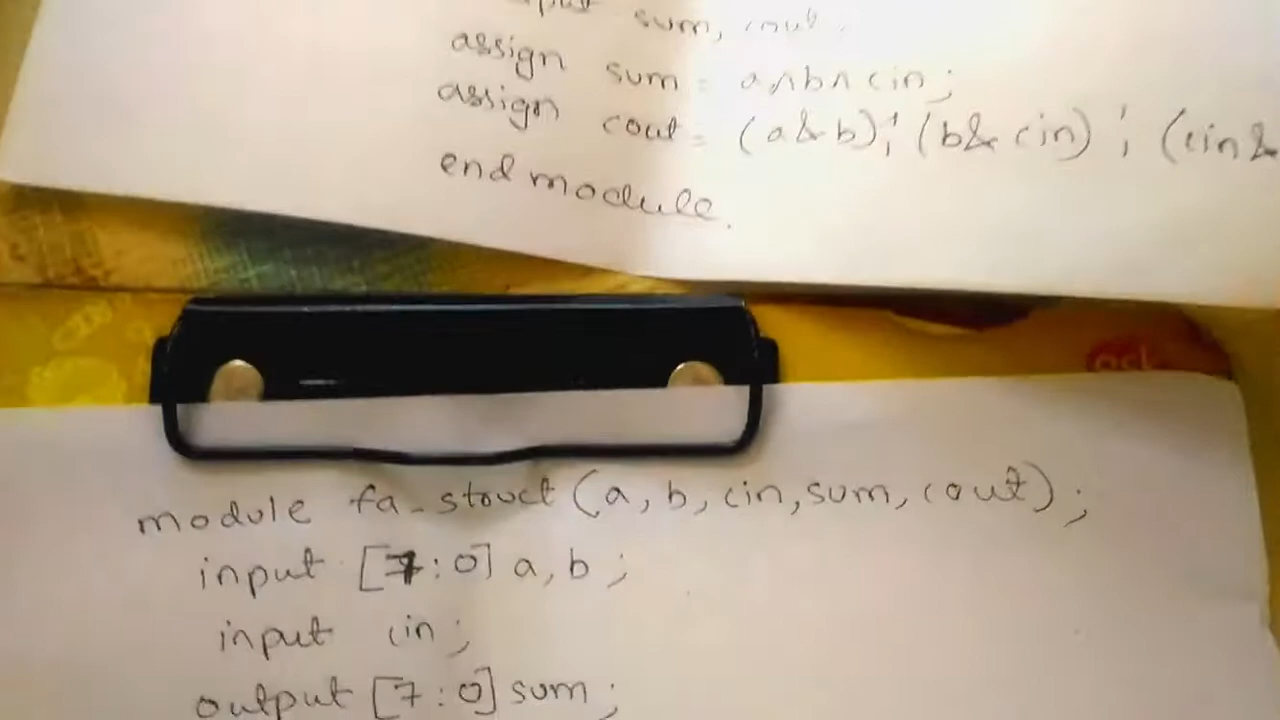 sum, cout.
assign sum = a^b^cin;
assign cout = (a&b)¦(b&cin)¦(cin&
endmodule.
module fa_struct(a,b,cin,sum,cout);
input [7:0] a,b;
input cin;
output [7:0] sum;